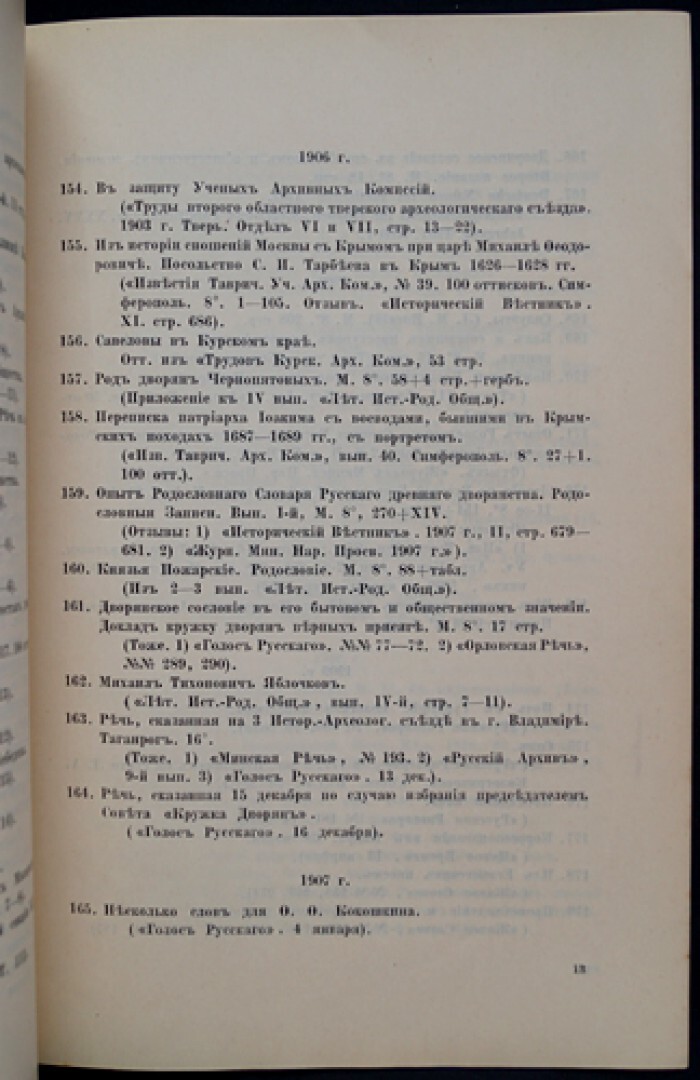 1906 г.
154. Въ защиту Ученыхъ Архивныхъ Комиссій.
(«Труды второго областного тверского археологическаго съѣзда».
1903 г. Тверь. Отдѣлъ VI и VII, стр. 13—22).
155. Изъ исторіи сношеній Москвы съ Крымомъ при царѣ Михаилѣ Ѳеодо-
ровичѣ. Посольство С. И. Тарбѣева въ Крымъ 1626—1628 гг.
(«Извѣстія Таврич. Уч. Арх. Ком.», № 39. 100 оттисковъ. Сим-
ферополь. 8°. 1—105. Отзывъ. «Историческій Вѣстникъ».
XI. стр. 686).
156. Савеловы въ Курскомъ краѣ.
Отт. изъ «Трудовъ Курск. Арх. Ком.», 53 стр.
157. Родъ дворянъ Чернопятовыхъ. М. 8°. 58+4 стр.+гербъ.
(Приложеніе къ IV вып. «Лѣт. Ист.-Род. Общ.»).
158. Переписка патріарха Іоакима съ воеводами, бывшими въ Крым-
скихъ походахъ 1687—1689 гг., съ портретомъ.
(«Изв. Таврич. Арх. Ком.», вып. 40. Симферополь. 8°. 27+1.
100 отт.).
159. Опытъ Родословнаго Словаря Русскаго древняго дворянства. Родо-
словныя Записи. Вып. I-й, М. 8°, 270+XIV.
(Отзывы: 1) «Историческій Вѣстникъ». 1907 г., II, стр. 679—
681. 2) «Журн. Мин. Нар. Просв. 1907 г.»).
160. Князья Пожарскіе. Родословіе. М. 8°. 88+табл.
(Изъ 2—3 вып. «Лѣт. Ист.-Род. Общ.»).
161. Дворянское сословіе въ его бытовомъ и общественномъ значеніи.
Докладъ кружку дворянъ вѣрныхъ присягѣ. М. 8°. 17 стр.
(Тоже. 1) «Голосъ Русскаго». №№ 77—72. 2) «Орловская Рѣчь»,
№№ 289, 290).
162. Михаилъ Тихоновичъ Яблочковъ.
(«Лѣт. Ист.-Род. Общ.», вып. IV-й, стр. 7—11).
163. Рѣчь, сказанная на 3 Истор.-Археолог. съѣздѣ въ г. Владимірѣ.
Таганрогъ. 16°.
(Тоже. 1) «Минская Рѣчь», № 193. 2) «Русскій Архивъ»,
9-й вып. 3) «Голосъ Русскаго». 13 дек.).
164. Рѣчь, сказанная 15 декабря по случаю избранія предсѣдателемъ
Совѣта «Кружка Дворянъ».
(«Голосъ Русскаго». 16 декабря).
1907 г.
165. Нѣсколько словъ для Ѳ. Ѳ. Кокошкина.
(«Голосъ Русскаго». 4 января).
13